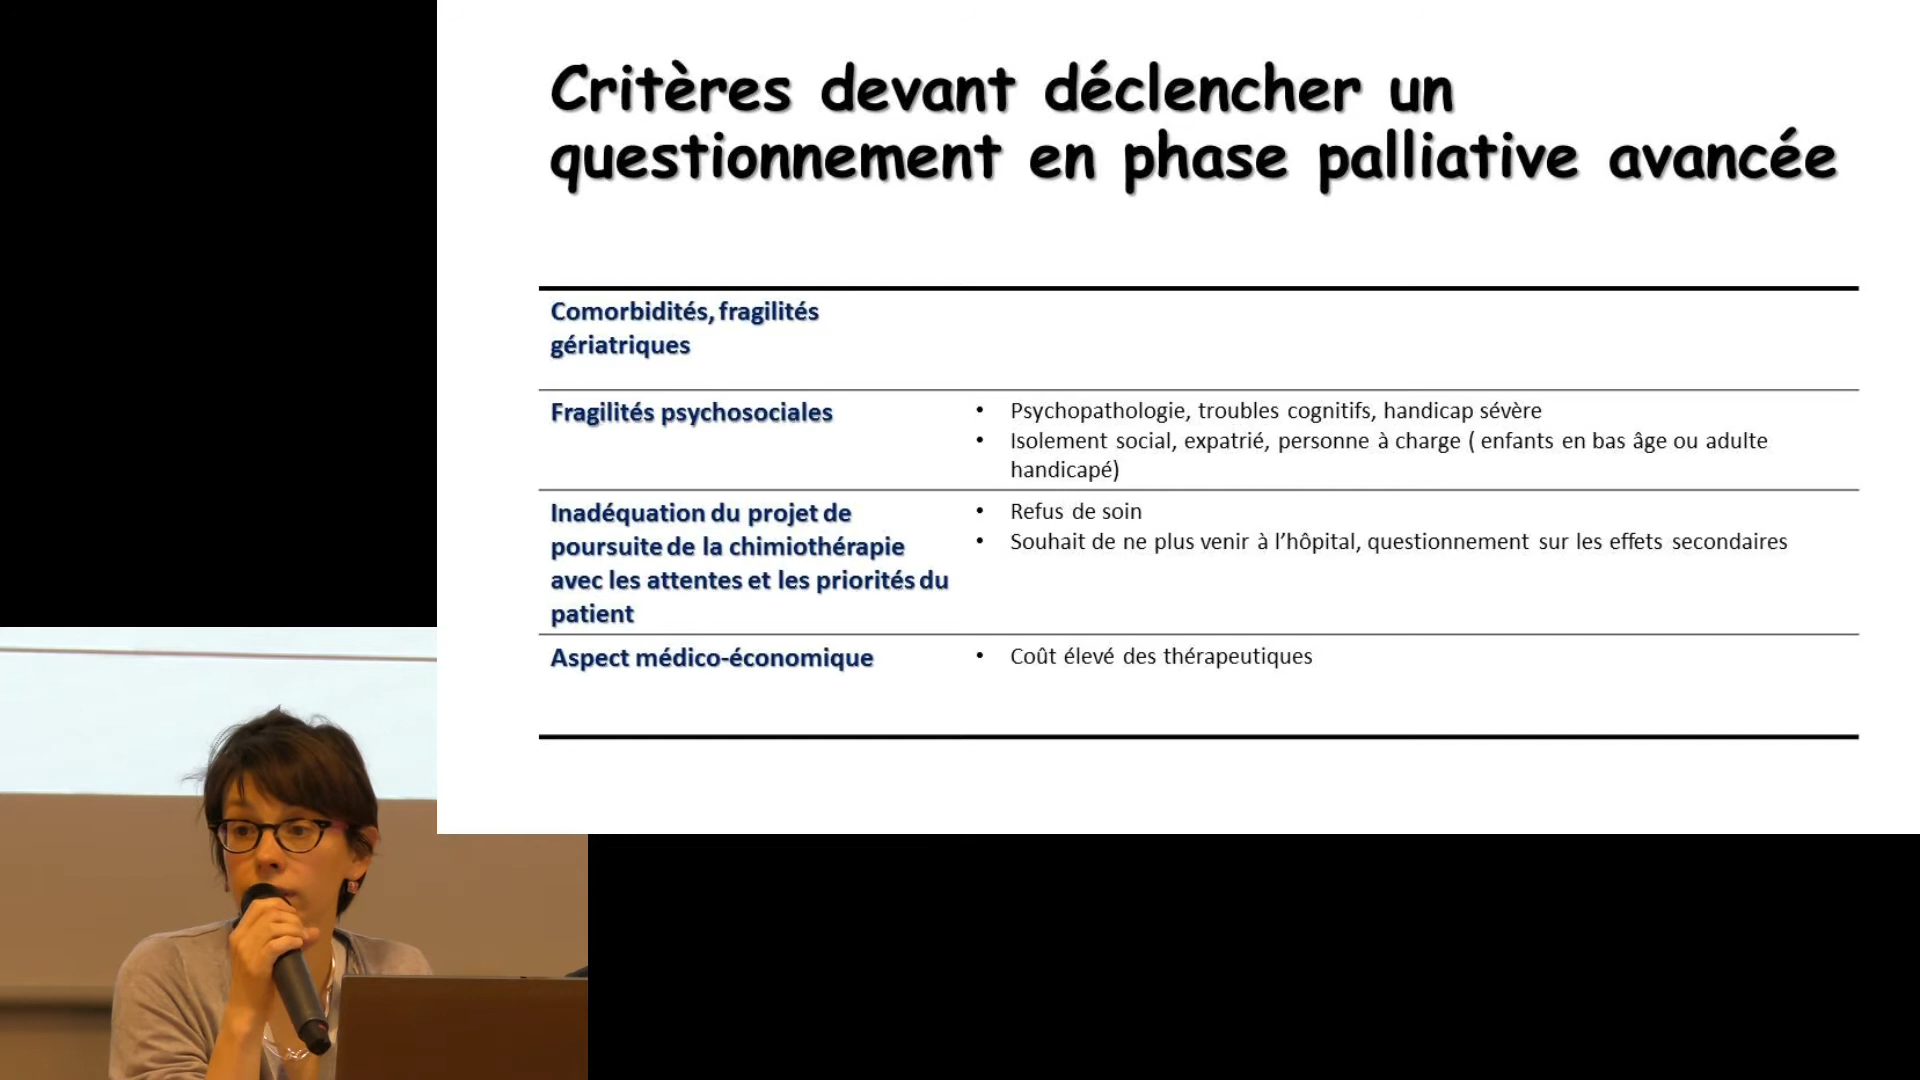 Critères devant déclencher un
questionnement en phase palliative avancée
Comorbidités, fragilités
gériatriques
Fragilités psychosociales
• Psychopathologie, troubles cognitifs, handicap sévère
• Isolement social, expatrié, personne à charge ( enfants en bas âge ou adulte
handicapé)
Inadéquation du projet de
poursuite de la chimiothérapie
avec les attentes et les priorités du
patient
• Refus de soin
• Souhait de ne plus venir à l’hôpital, questionnement sur les effets secondaires
Aspect médico-économique
• Coût élevé des thérapeutiques